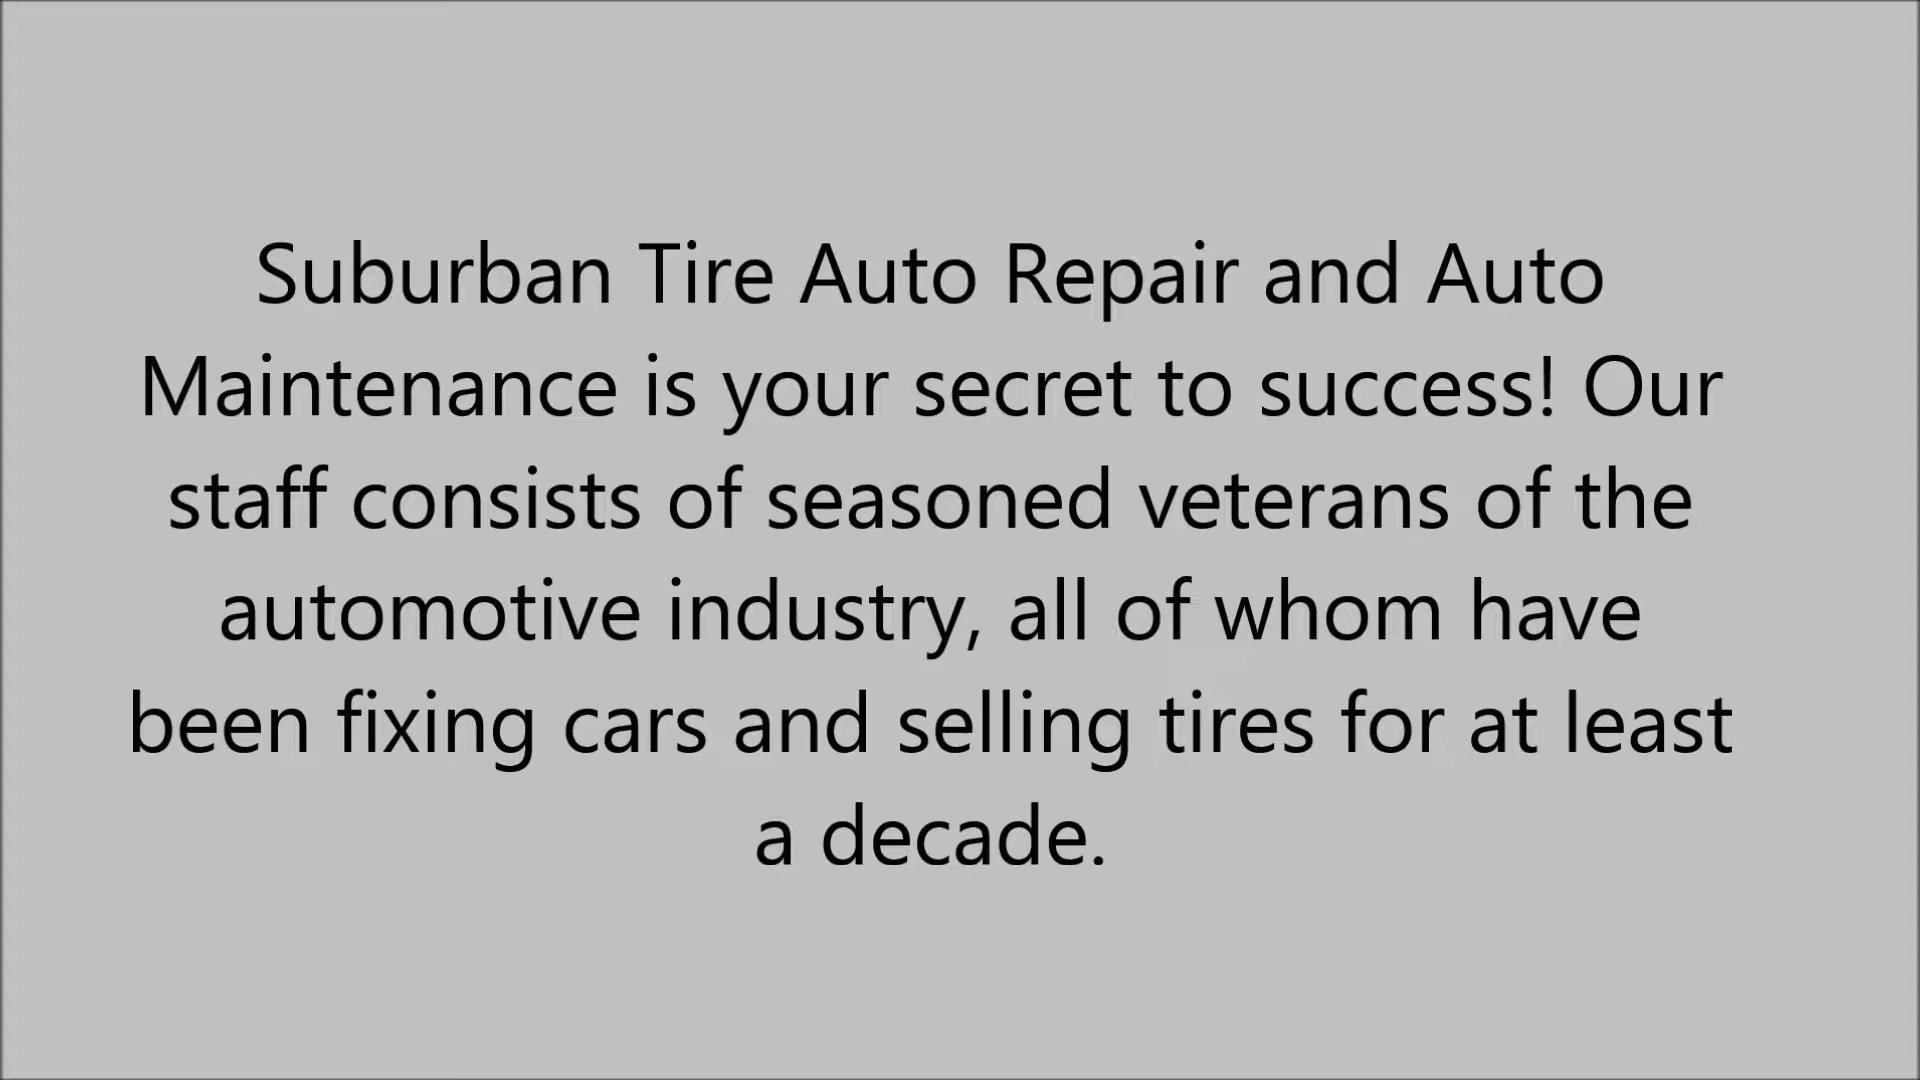 Suburban Tire Auto Repair and Auto
Maintenance is your secret to success! Our
staff consists of seasoned veterans of the
automotive industry, all of whom have
been fixing cars and selling tires for at least
a decade.